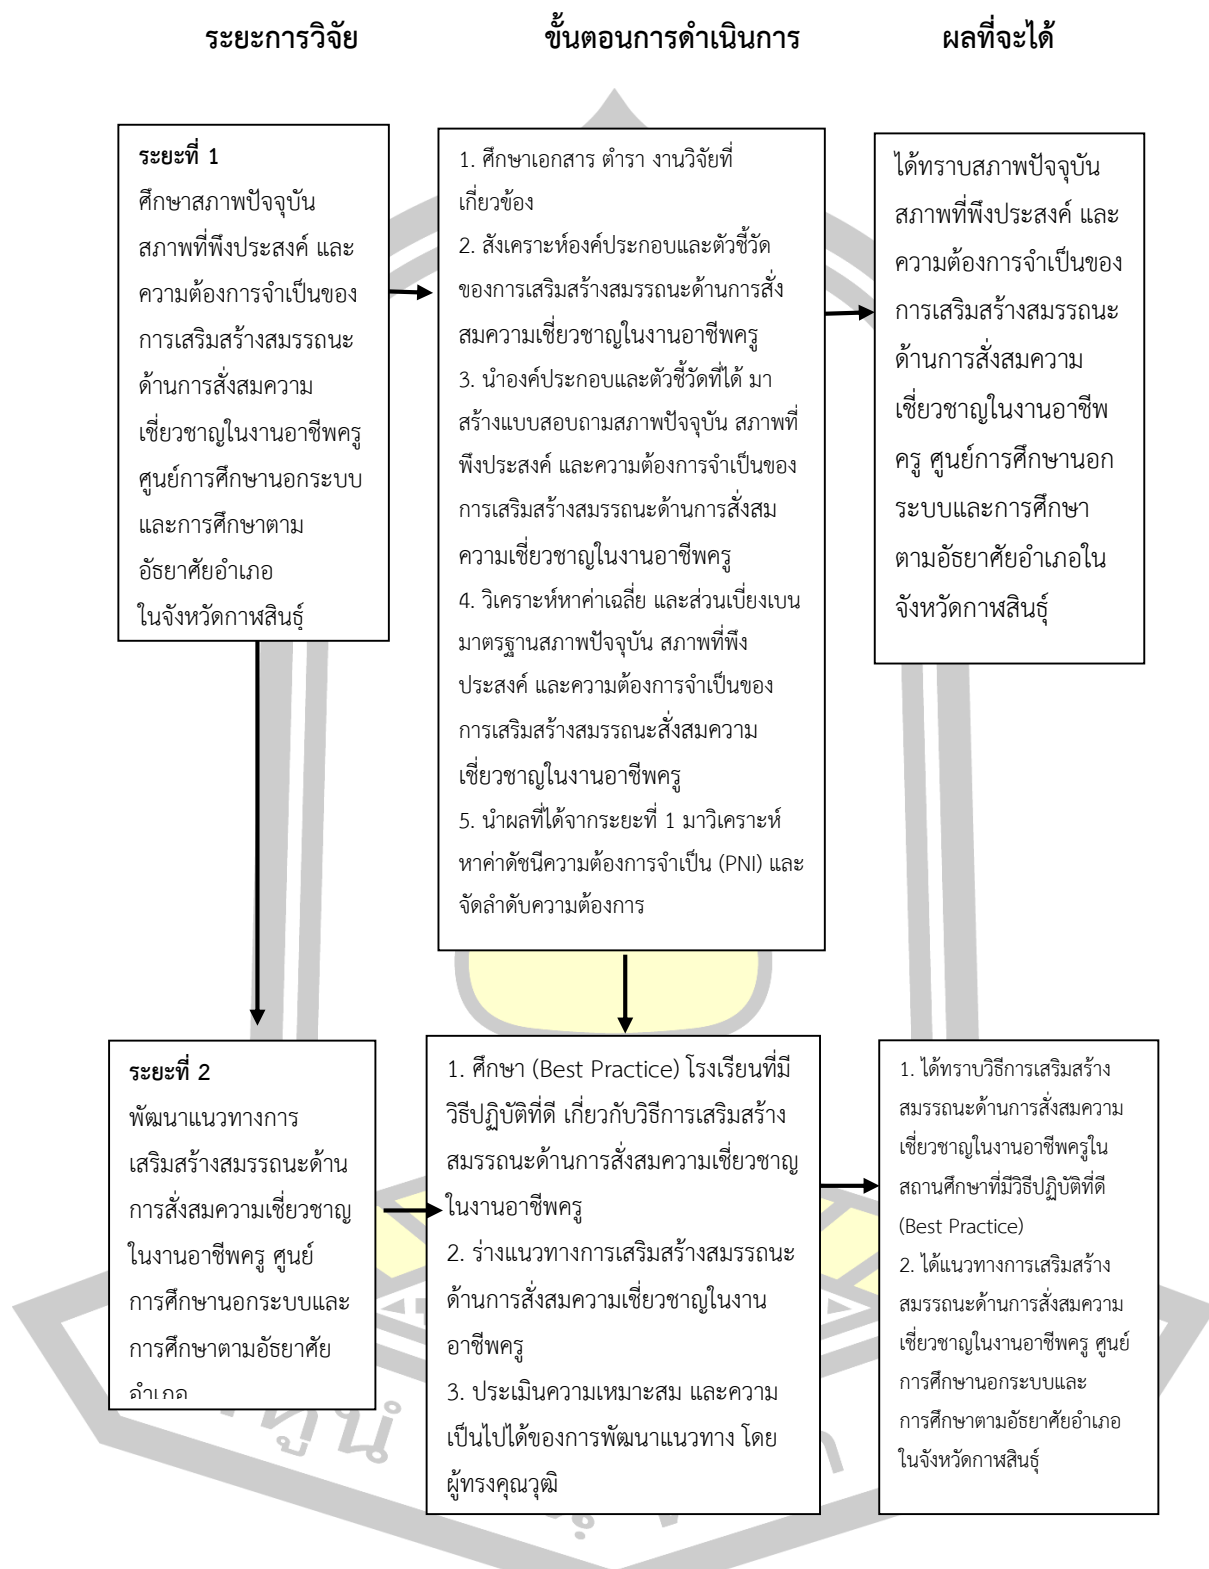 ระยะการวิจัย
ขั้นตอนการดำเนินการ
ผลที่จะได้
ระยะที่ 1
ศึกษาสภาพปัจจุบัน
สภาพที่พึงประสงค์ และ
ความต้องการจำเป็นของ
การเสริมสร้างสมรรถนะ
ด้านการสั่งสมความ
เชี่ยวชาญในงานอาชีพครู
ศูนย์การศึกษานอกระบบ
และการศึกษาตาม
อัธยาศัยอำเภอ
ในจังหวัดกาฬสินธุ์
1. ศึกษาเอกสาร ตำรา งานวิจัยที่
เกี่ยวข้อง
2. สังเคราะห์องค์ประกอบและตัวชี้วัด
ของการเสริมสร้างสมรรถนะด้านการสั่ง
สมความเชี่ยวชาญในงานอาชีพครู
3. นำองค์ประกอบและตัวชี้วัดที่ได้ มา
สร้างแบบสอบถามสภาพปัจจุบัน สภาพที่
พึงประสงค์ และความต้องการจำเป็นของ
การเสริมสร้างสมรรถนะด้านการสั่งสม
ความเชี่ยวชาญในงานอาชีพครู
4. วิเคราะห์หาค่าเฉลี่ย และส่วนเบี่ยงเบน
มาตรฐานสภาพปัจจุบัน สภาพที่พึง
ประสงค์ และความต้องการจำเป็นของ
การเสริมสร้างสมรรถนะสั่งสมความ
เชี่ยวชาญในงานอาชีพครู
5. นำผลที่ได้จากระยะที่ 1 มาวิเคราะห์
หาค่าดัชนีความต้องการจำเป็น (PNI) และ
จัดลำดับความต้องการ
ได้ทราบสภาพปัจจุบัน
สภาพที่พึงประสงค์ และ
ความต้องการจำเป็นของ
การเสริมสร้างสมรรถนะ
ด้านการสั่งสมความ
เชี่ยวชาญในงานอาชีพ
ครู ศูนย์การศึกษานอก
ระบบและการศึกษา
ตามอัธยาศัยอำเภอใน
จังหวัดกาฬสินธุ์
ระยะที่ 2
พัฒนาแนวทางการ
เสริมสร้างสมรรถนะด้าน
การสั่งสมความเชี่ยวชาญ
ในงานอาชีพครู ศูนย์
การศึกษานอกระบบและ
การศึกษาตามอัธยาศัย
อำเภอ
1. ศึกษา (Best Practice) โรงเรียนที่มี
วิธีปฏิบัติที่ดี เกี่ยวกับวิธีการเสริมสร้าง
สมรรถนะด้านการสั่งสมความเชี่ยวชาญ
ในงานอาชีพครู
2. ร่างแนวทางการเสริมสร้างสมรรถนะ
ด้านการสั่งสมความเชี่ยวชาญในงาน
อาชีพครู
3. ประเมินความเหมาะสม และความ
เป็นไปได้ของการพัฒนาแนวทาง โดย
ผู้ทรงคุณวุฒิ
1. ได้ทราบวิธีการเสริมสร้าง
สมรรถนะด้านการสั่งสมความ
เชี่ยวชาญในงานอาชีพครูใน
สถานศึกษาที่มีวิธีปฏิบัติที่ดี
(Best Practice)
2. ได้แนวทางการเสริมสร้าง
สมรรถนะด้านการสั่งสมความ
เชี่ยวชาญในงานอาชีพครู ศูนย์
การศึกษานอกระบบและ
การศึกษาตามอัธยาศัยอำเภอ
ในจังหวัดกาฬสินธุ์